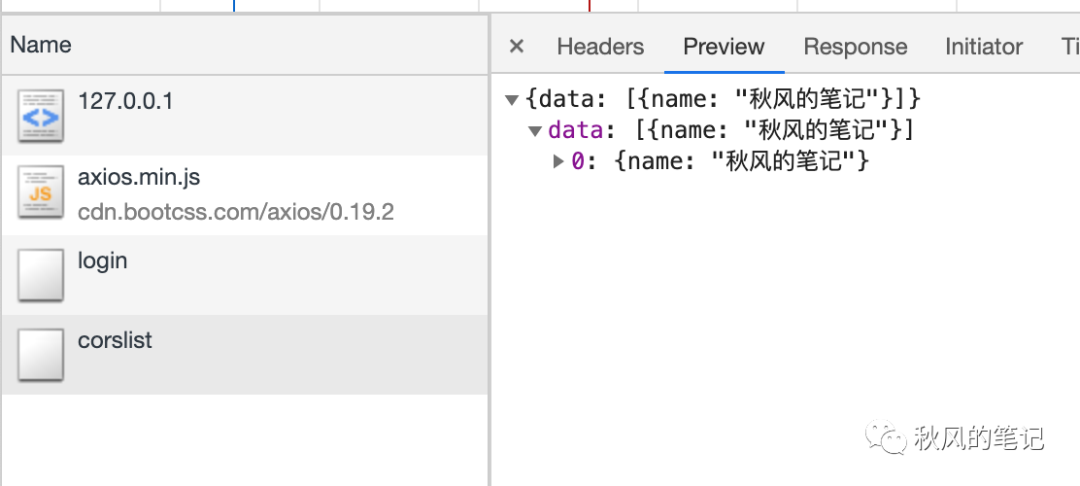 Name
127.0.0.1
axios.min.js
cdn.bootcss.com/axios/0.19.2
login
corslist
× Headers Preview Response Initiator Ti
▼{data: [{name: "秋风的笔记"}]}
▼data: [{name: "秋风的笔记"}]
▶0: {name: "秋风的笔记"}
秋风的笔记